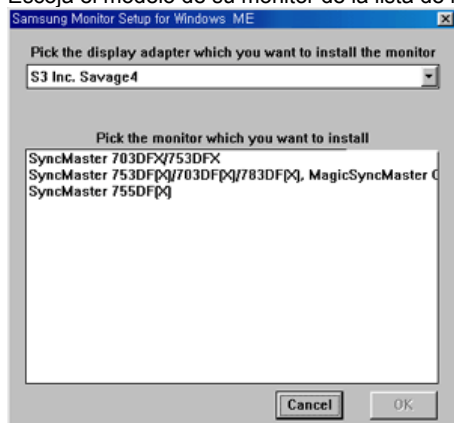 Samsung Monitor Setup for Windows ME
Pick the display adapter which you want to install the monitor
S3 Inc. Savage4
Pick the monitor which you want to install
SyncMaster 703DFX/753DFX
SyncMaster 753DF[X]/703DF[X]/783DF[X], MagicSyncMaster
SyncMaster 755DF[X]
Cancel
OK